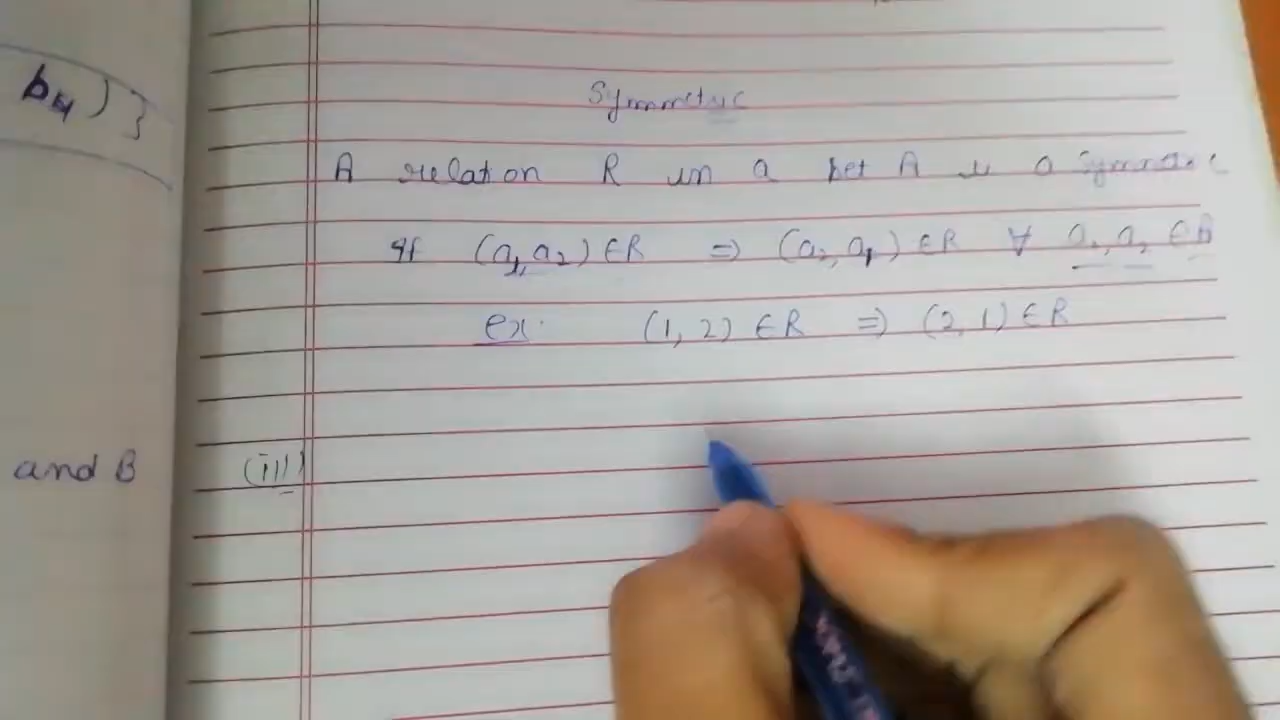 b4)}
and B
Symmetric
A relation R in a set A is a Symmetric
if (a1, a2) ∈ R ⇒ (a2, a1) ∈ R ∀ a1, a2 ∈
ex. (1, 2) ∈ R ⇒ (2, 1) ∈ R
(iii)